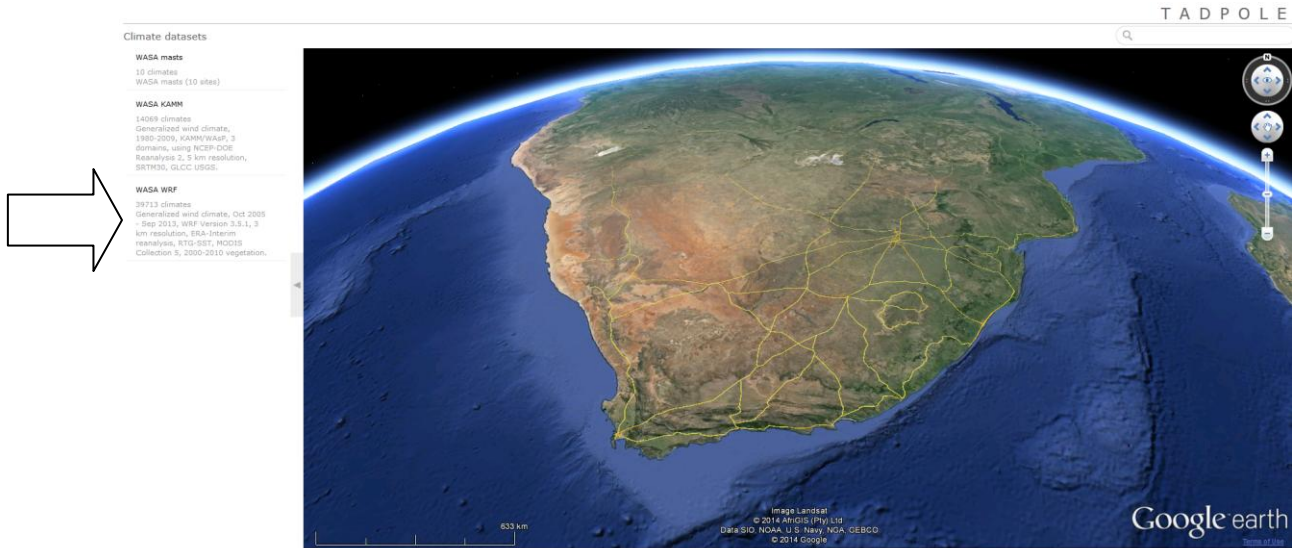 TADPOLE
Climate datasets
WASA masts
10 climates
WASA masts (10 sites)
WASA KAMM
14069 climates
Generalized wind climate,
1980-2009, KAMM/WAsP, 3
domains, using NCEP-DOE
Reanalysis 2, 5 km resolution,
SRTM30, GLCC USGS.
WASA WRF
39713 climates
Generalized wind climate, Oct 2005
- Sep 2013, WRF Version 3.5.1, 3
km resolution, ERA-Interim
reanalysis, RTG-SST, MODIS
Collection 5, 2000-2010 vegetation.
N
633 km
Image Landsat
© 2014 AfriGIS (Pty) Ltd
Data SIO, NOAA, U.S. Navy, NGA, GEBCO
© 2014 Google
Google earth
Terms of Use